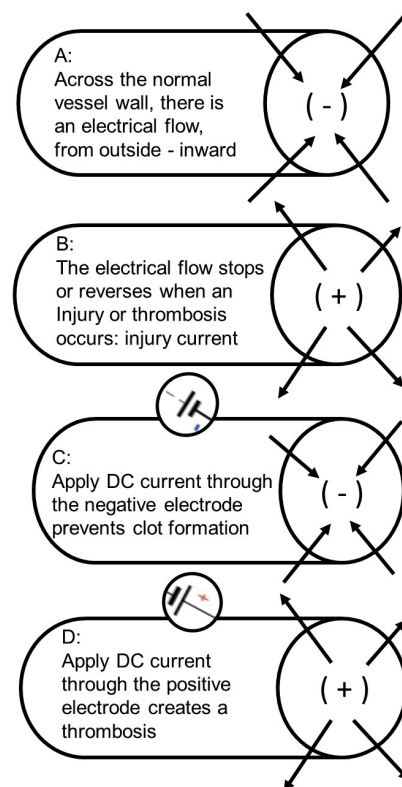 A:
Across the normal
vessel wall, there is
an electrical flow,
from outside - inward
( - )
B:
The electrical flow stops
or reverses when an
Injury or thrombosis
occurs: injury current
( + )
C:
Apply DC current through
the negative electrode
prevents clot formation
( - )
+
D:
Apply DC current
through the positive
electrode creates a
thrombosis
( + )